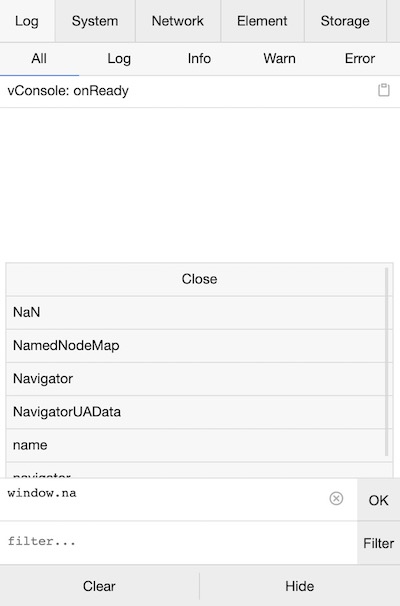 Log System Network Element Storage
All Log Info Warn Error
vConsole: onReady
Close
NaN
NamedNodeMap
Navigator
NavigatorUAData
name
navigator
window.na
OK
filter...
Filter
Clear Hide